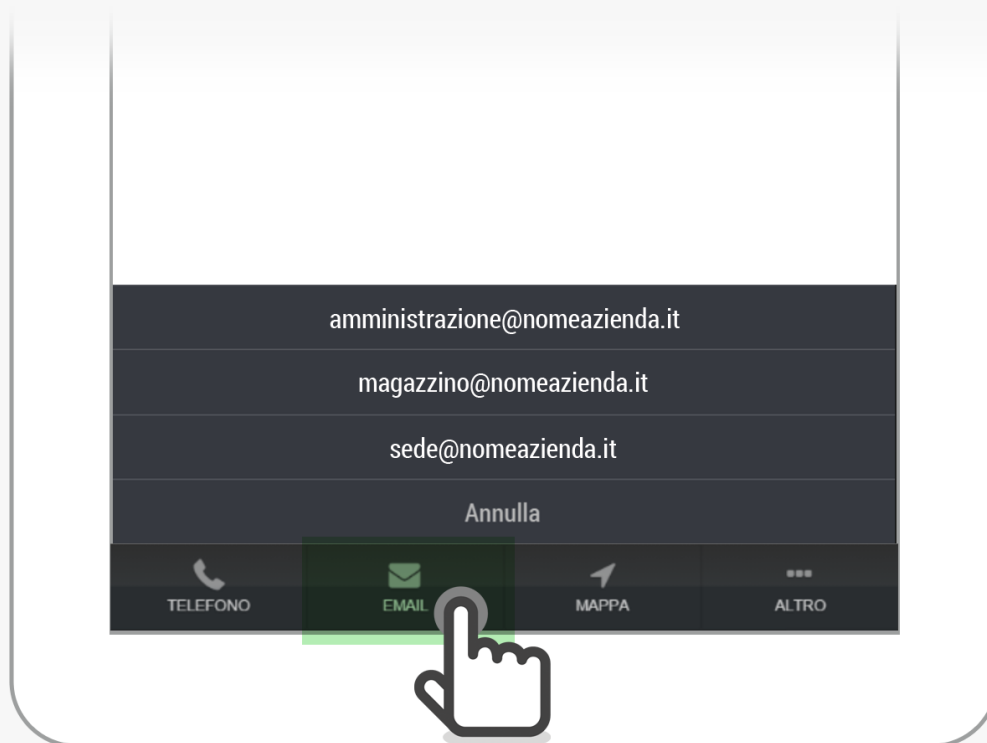 amministrazione@nomeazienda.it
magazzino@nomeazienda.it
sede@nomeazienda.it
Annulla
TELEFONO EMAIL MAPPA ALTRO